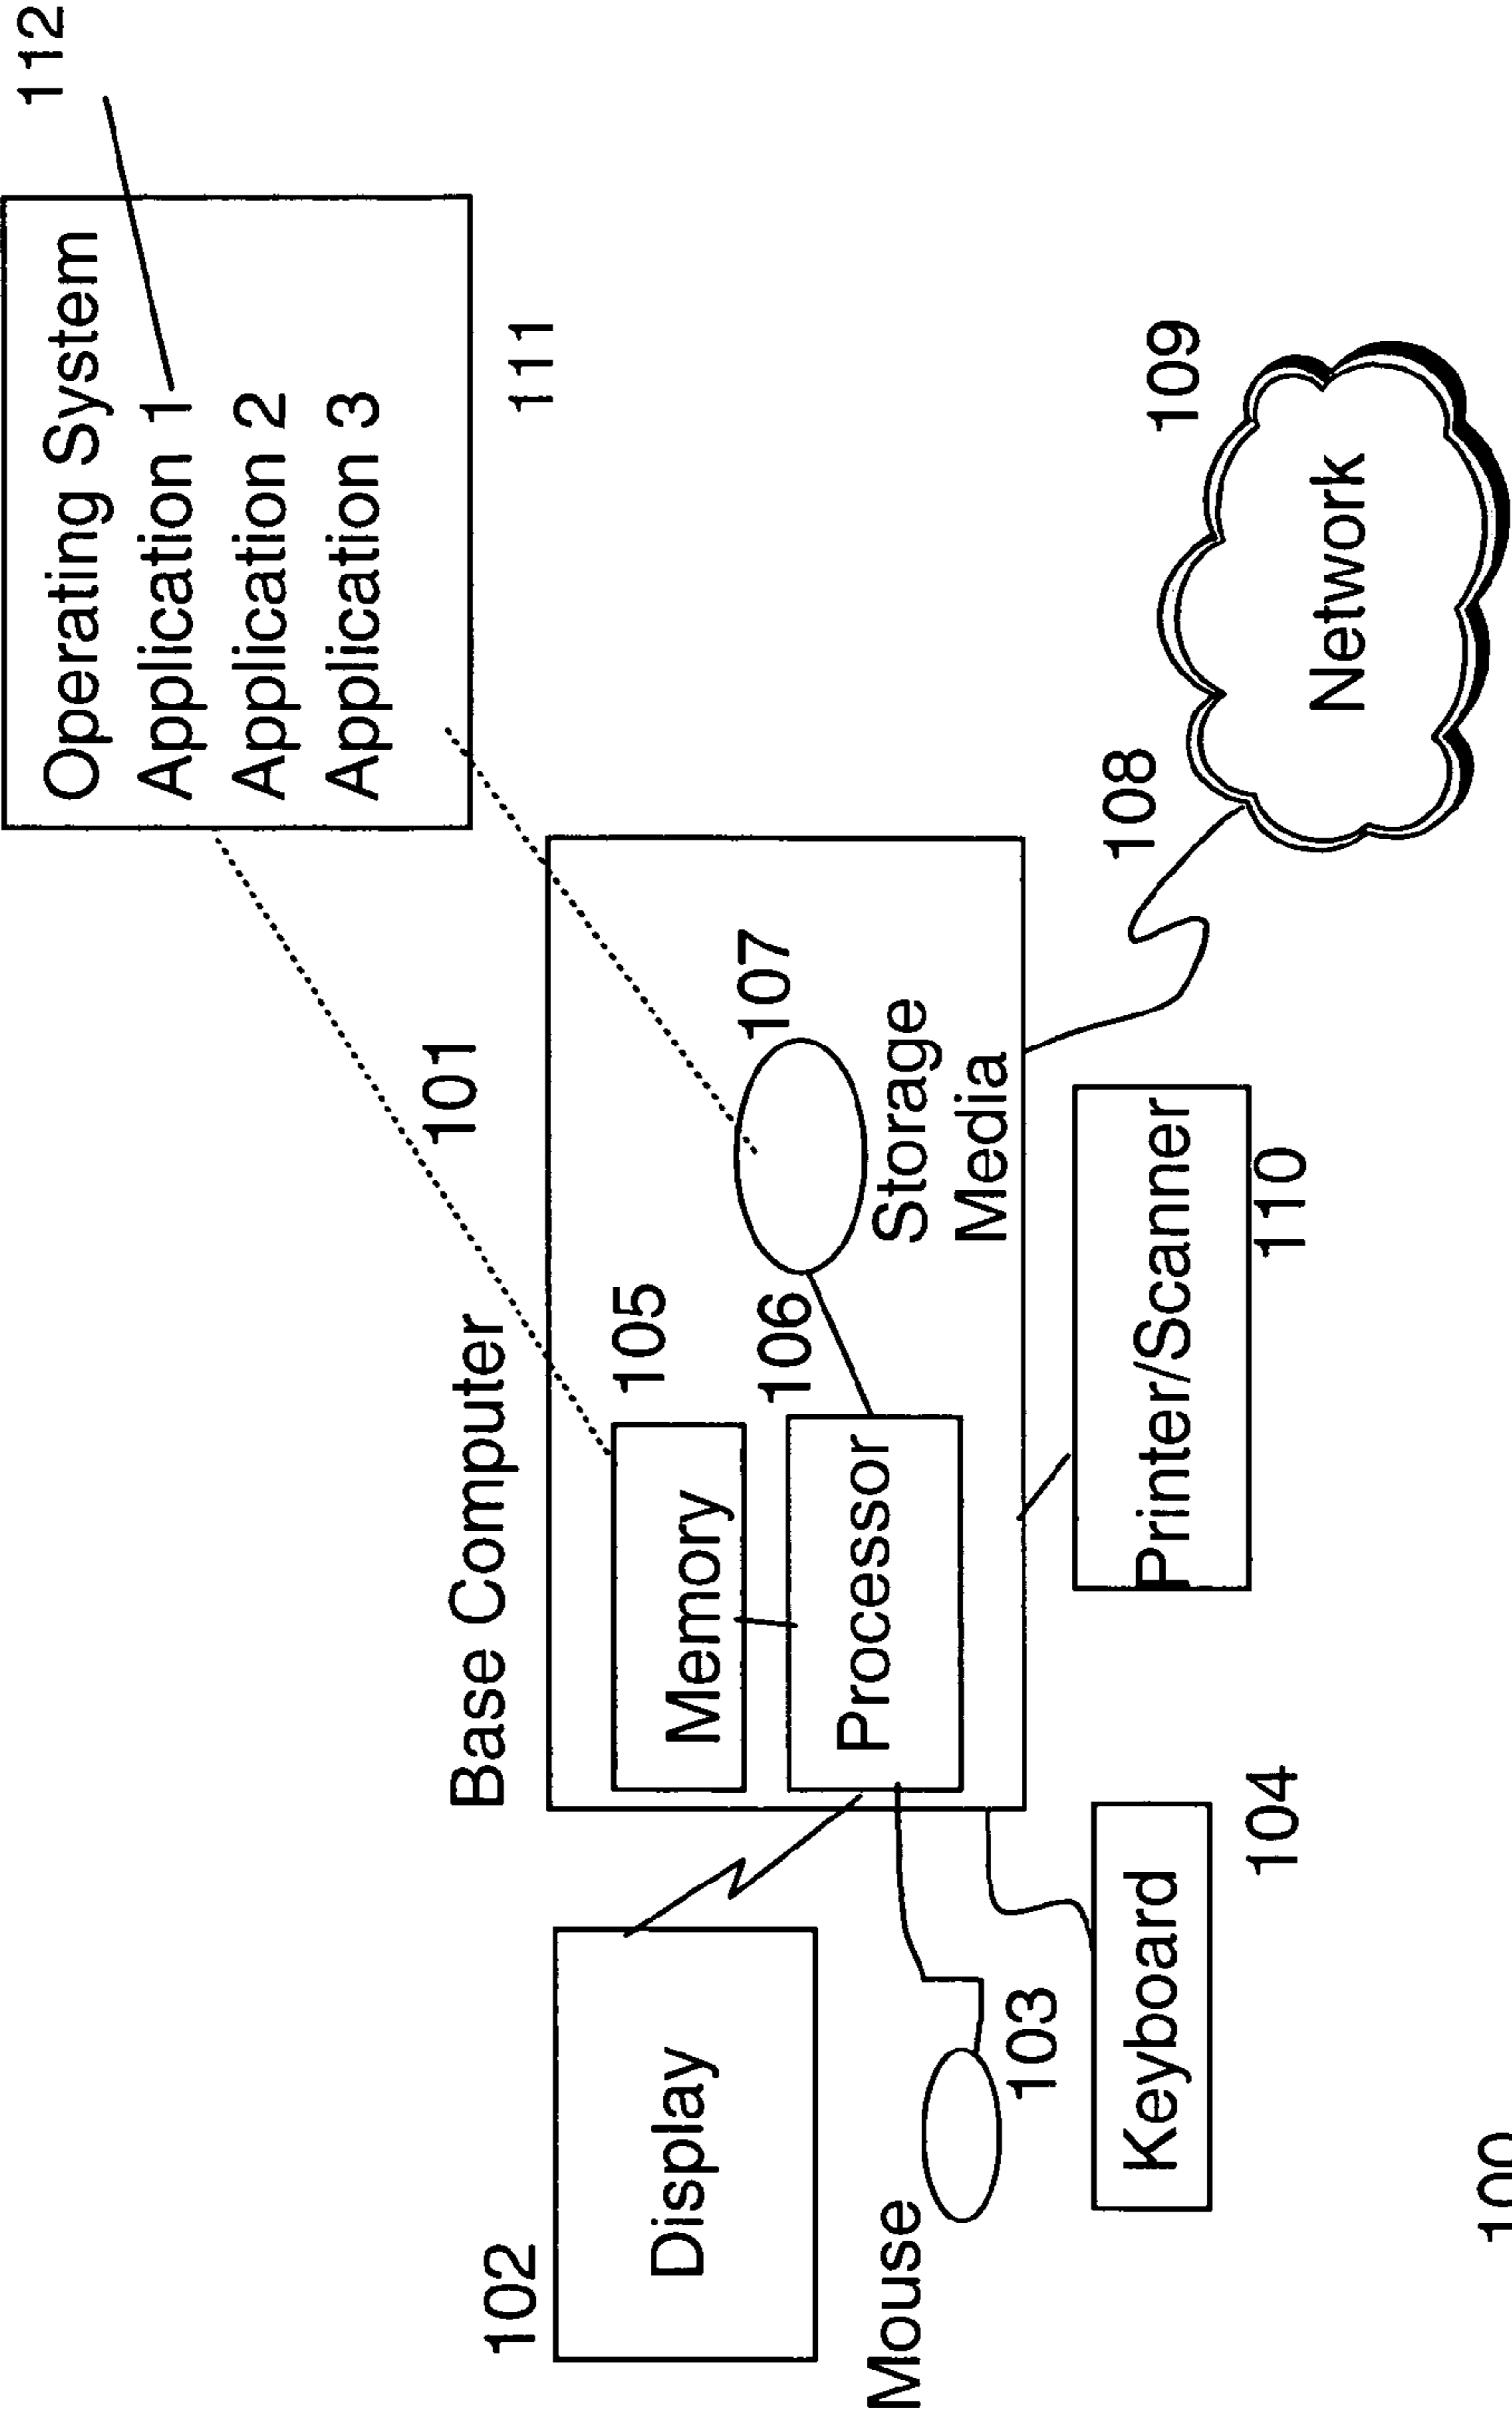 112
Operating System
Application 1
Application 2
Application 3
111
101
Base Computer
105
Memory
106
Processor
107
Storage
Media
102
Display
Mouse
103
Keyboard
104
Printer/Scanner
110
108
109
Network
100